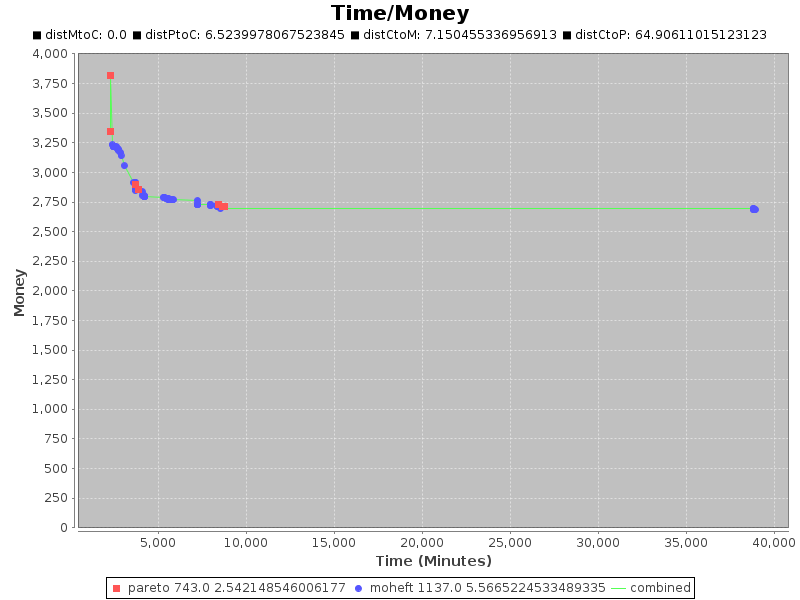 Time/Money
distMtoC: 0.0 distPtoC: 6.5239978067523845 distCtoM: 7.150455336956913 distCtoP: 64.90611015123123
4,000
3,750
3,500
3,250
3,000
2,750
2,500
2,250
2,000
1,750
1,500
1,250
1,000
750
500
250
0
Money
5,000 10,000 15,000 20,000 25,000 30,000 35,000 40,000
Time (Minutes)
pareto 743.0 2.542148546006177 moheft 1137.0 5.5665224533489335 combined